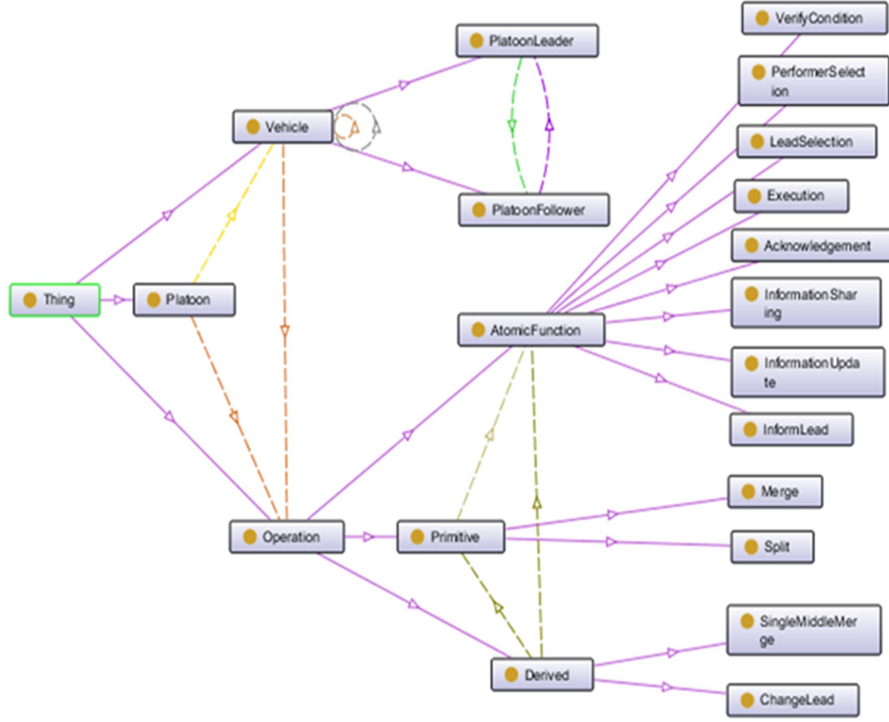 VerifyCondition
PlatoonLeader
PerformerSelect
ion
Vehicle
LeadSelection
Execution
PlatoonFollower
Acknowledgement
Thing
Platoon
InformationShar
ing
AtomicFunction
InformationUpda
te
InformLead
Merge
Operation
Primitive
Split
SingleMiddleMer
ge
Derived
ChangeLead